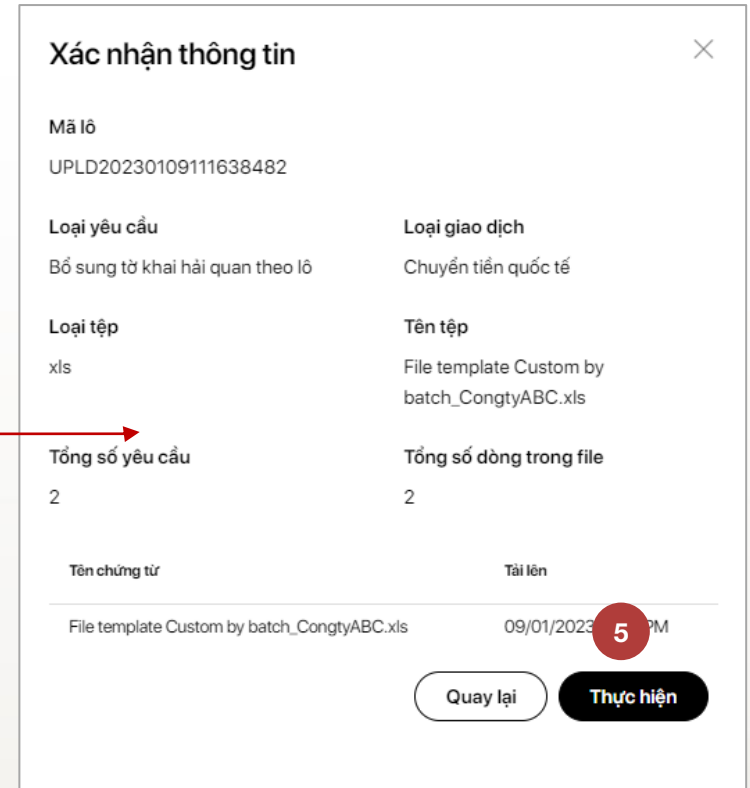 Xác nhận thông tin
Mã lô
UPLD20230109111638482
Loại yêu cầu Loại giao dịch
Bổ sung tờ khai hải quan theo lô Chuyển tiền quốc tế
Loại tệp Tên tệp
xls File template Custom by
batch_CongtyABC.xls
Tổng số yêu cầu Tổng số dòng trong file
2 2
Tên chứng từ Tải lên
File template Custom by batch_CongtyABC.xls 09/01/2023 PM
5
Quay lại Thực hiện